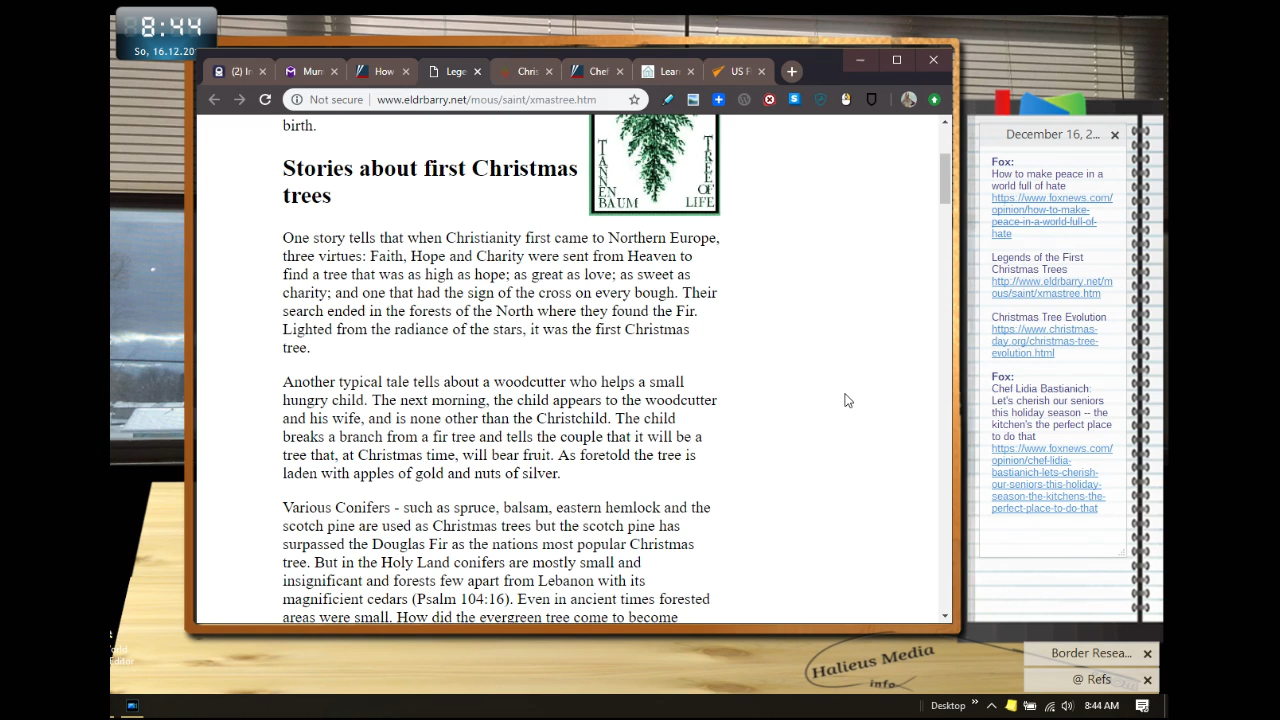 8:44
So, 16.12.20
(2) I
Mur
How
Lege
Chris
Chef
Lear
US F
Not secure
www.eldrbarry.net/mous/saint/xmastree.htm
birth.
TANNENBAUM
TREE OF LIFE
Stories about first Christmas
trees
One story tells that when Christianity first came to Northern Europe,
three virtues: Faith, Hope and Charity were sent from Heaven to
find a tree that was as high as hope; as great as love; as sweet as
charity; and one that had the sign of the cross on every bough. Their
search ended in the forests of the North where they found the Fir.
Lighted from the radiance of the stars, it was the first Christmas
tree.
Another typical tale tells about a woodcutter who helps a small
hungry child. The next morning, the child appears to the woodcutter
and his wife, and is none other than the Christchild. The child
breaks a branch from a fir tree and tells the couple that it will be a
tree that, at Christmas time, will bear fruit. As foretold the tree is
laden with apples of gold and nuts of silver.
Various Conifers - such as spruce, balsam, eastern hemlock and the
scotch pine are used as Christmas trees but the scotch pine has
surpassed the Douglas Fir as the nations most popular Christmas
tree. But in the Holy Land conifers are mostly small and
insignificant and forests few apart from Lebanon with its
magnificient cedars (Psalm 104:16). Even in ancient times forested
areas were small. How did the evergreen tree come to become
December 16, 2...
Fox:
How to make peace in a
world full of hate
https://www.foxnews.com/
opinion/how-to-make-
peace-in-a-world-full-of-
hate
Legends of the First
Christmas Trees
http://www.eldrbarry.net/m
ous/saint/xmastree.htm
Christmas Tree Evolution
https://www.christmas-
day.org/christmas-tree-
evolution.html
Fox:
Chef Lidia Bastianich:
Let's cherish our seniors
this holiday season -- the
kitchen's the perfect place
to do that
https://www.foxnews.com/
opinion/chef-lidia-
bastianich-lets-cherish-
our-seniors-this-holiday-
season-the-kitchens-the-
perfect-place-to-do-that
orld
Editor
Halieus Media
info
Border Resea...
@ Refs
Desktop
8:44 AM